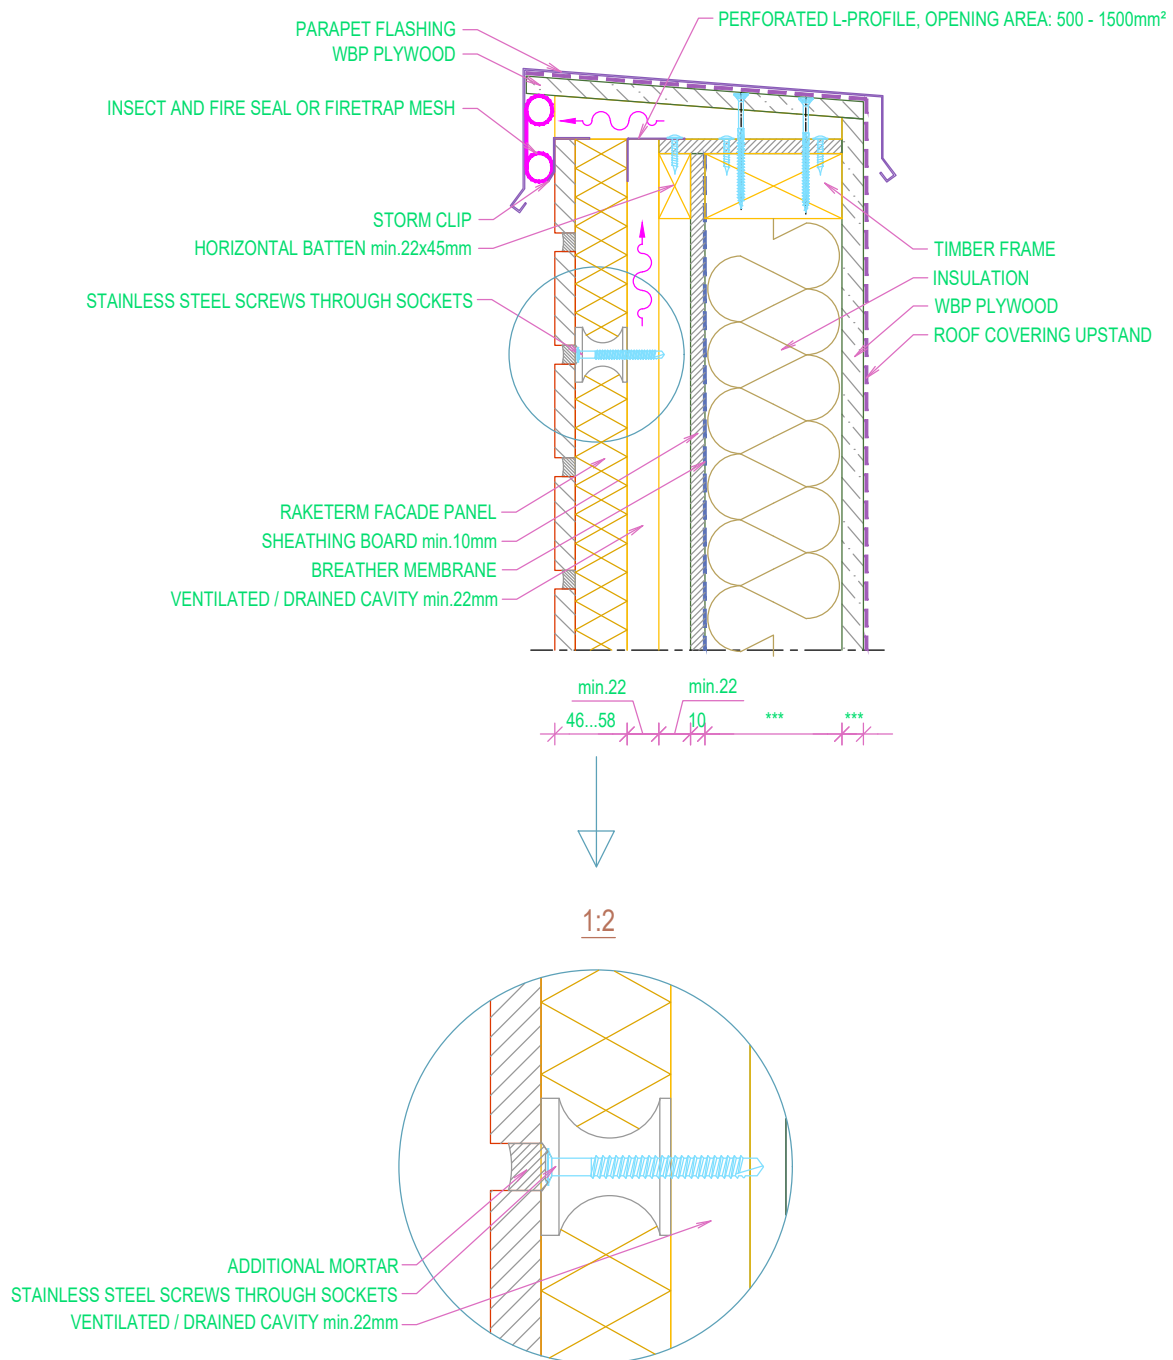 PERFORATED L-PROFILE, OPENING AREA: 500 - 1500mm²
PARAPET FLASHING
WBP PLYWOOD
INSECT AND FIRE SEAL OR FIRETRAP MESH
STORM CLIP
HORIZONTAL BATTEN min.22x45mm
STAINLESS STEEL SCREWS THROUGH SOCKETS
TIMBER FRAME
INSULATION
WBP PLYWOOD
ROOF COVERING UPSTAND
RAKETERM FACADE PANEL
SHEATHING BOARD min.10mm
BREATHER MEMBRANE
VENTILATED / DRAINED CAVITY min.22mm
min.22
min.22
46...58
10
***
***
1:2
ADDITIONAL MORTAR
STAINLESS STEEL SCREWS THROUGH SOCKETS
VENTILATED / DRAINED CAVITY min.22mm